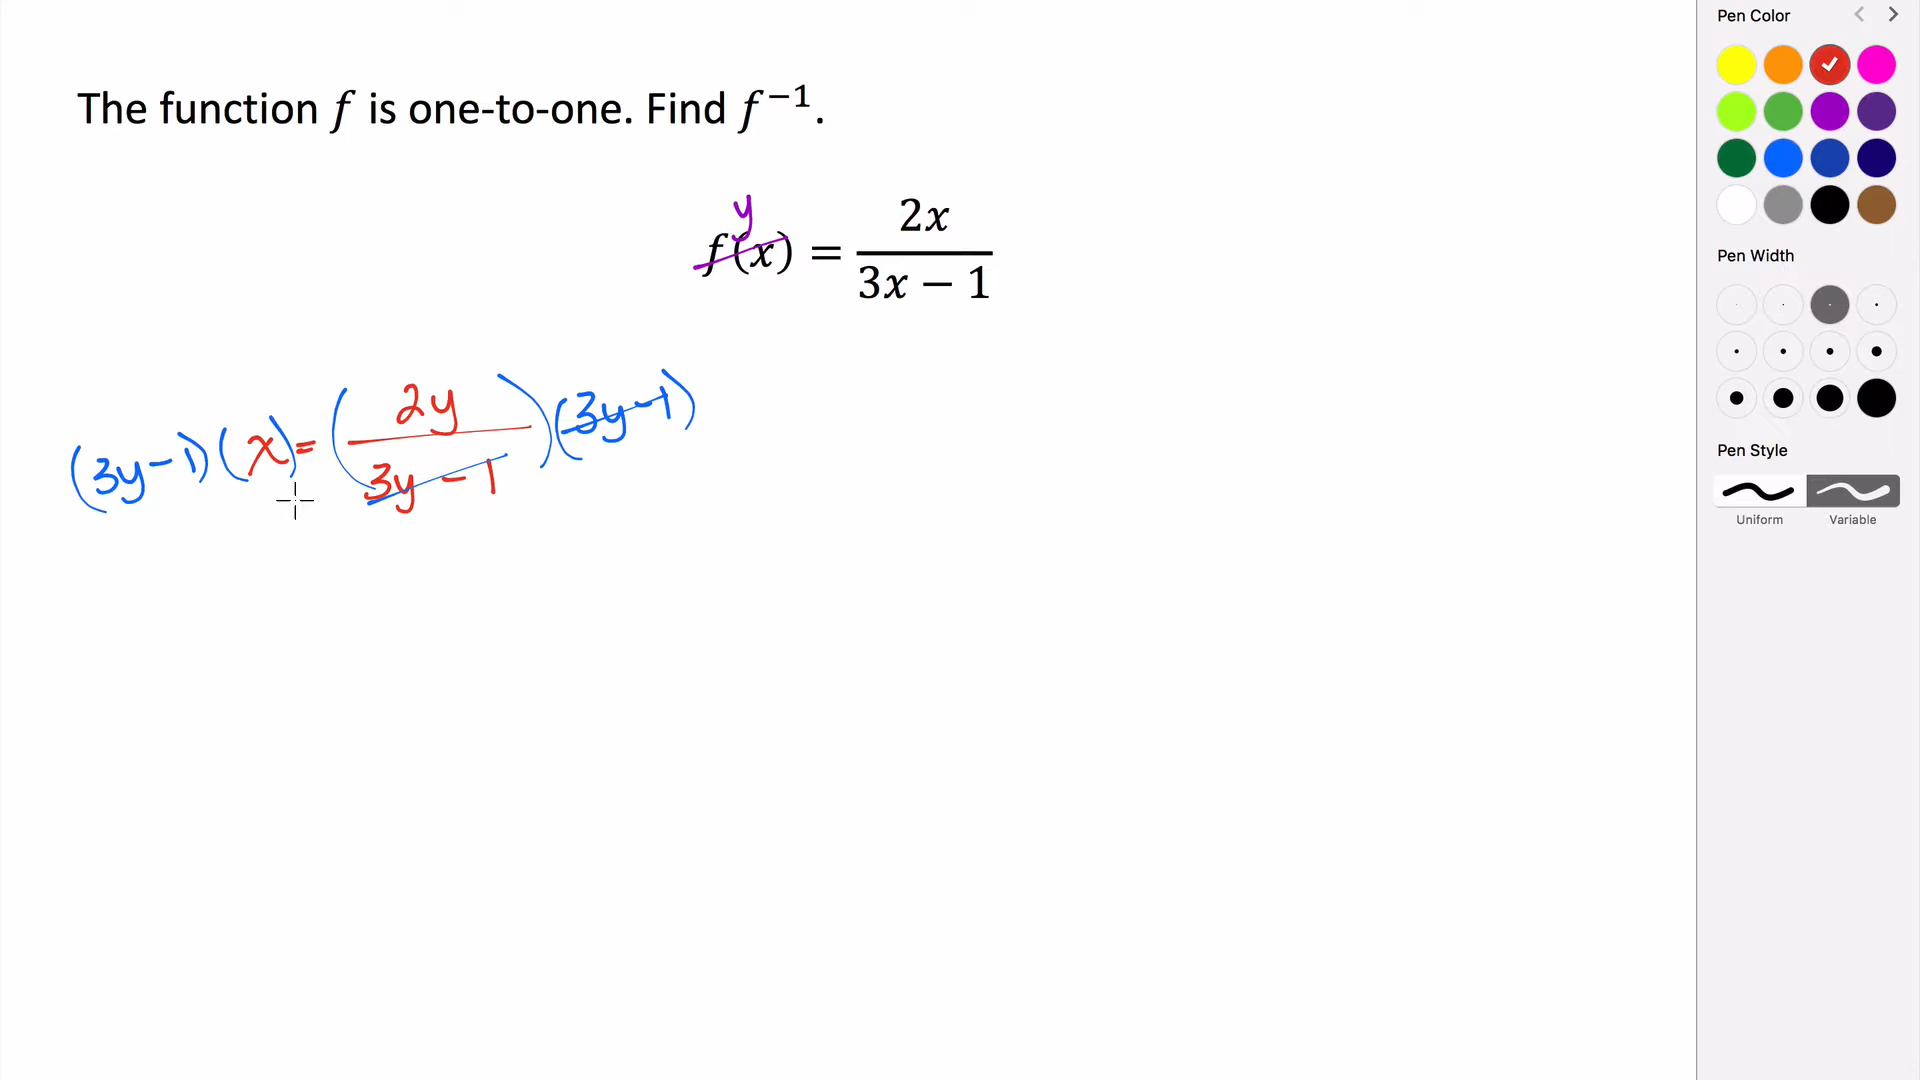 The function f is one-to-one. Find f⁻¹.
y
f(x) = 2x / 3x − 1
(3y−1)(x) = (2y / 3y − 1)(3y−1)
Pen Color
Pen Width
Pen Style
Uniform Variable